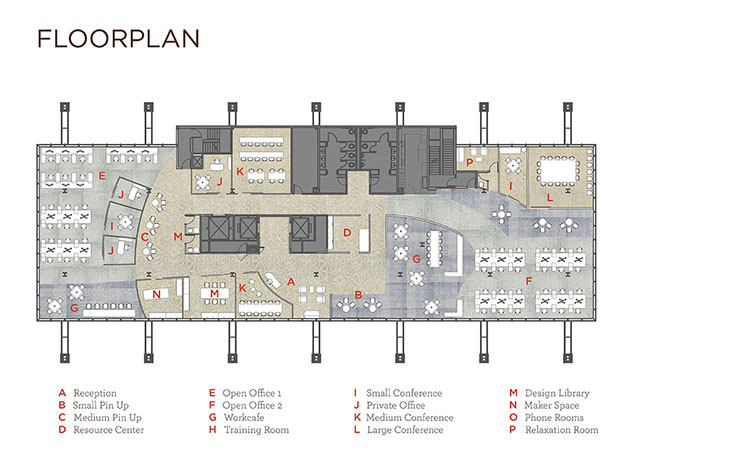 FLOORPLAN
P
K
J
I
L
E
J
I
C
J
M
D
G
A
K
N
M
B
F
G
A Reception
B Small Pin Up
C Medium Pin Up
D Resource Center
E Open Office 1
F Open Office 2
G Workcafe
H Training Room
I Small Conference
J Private Office
K Medium Conference
L Large Conference
M Design Library
N Maker Space
O Phone Rooms
P Relaxation Room